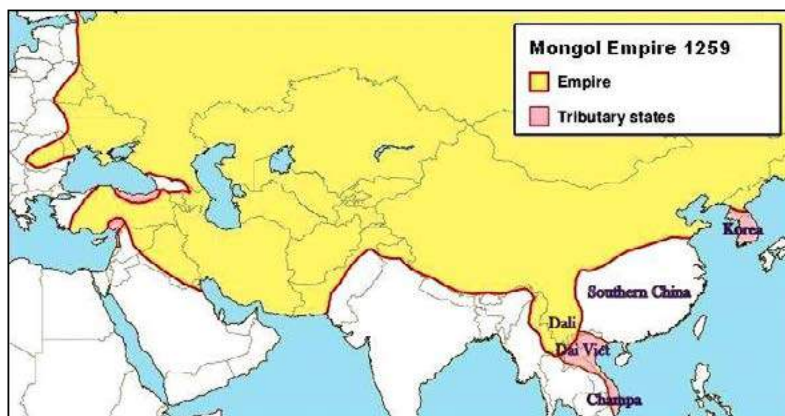 Mongol Empire 1259
Empire
Tributary states
Korea
Southern China
Dali
Dai Viet
Champa